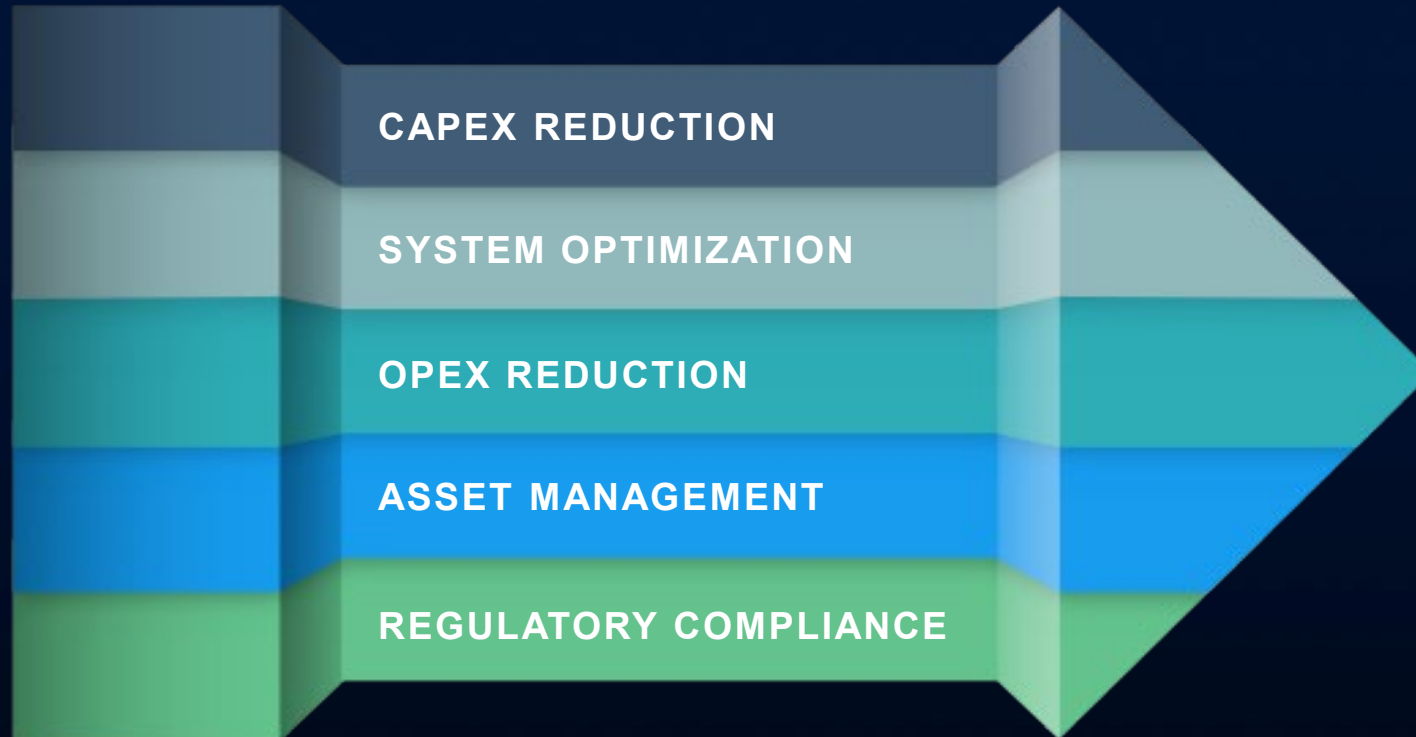 CAPEX REDUCTION
SYSTEM OPTIMIZATION
OPEX REDUCTION
ASSET MANAGEMENT
REGULATORY COMPLIANCE